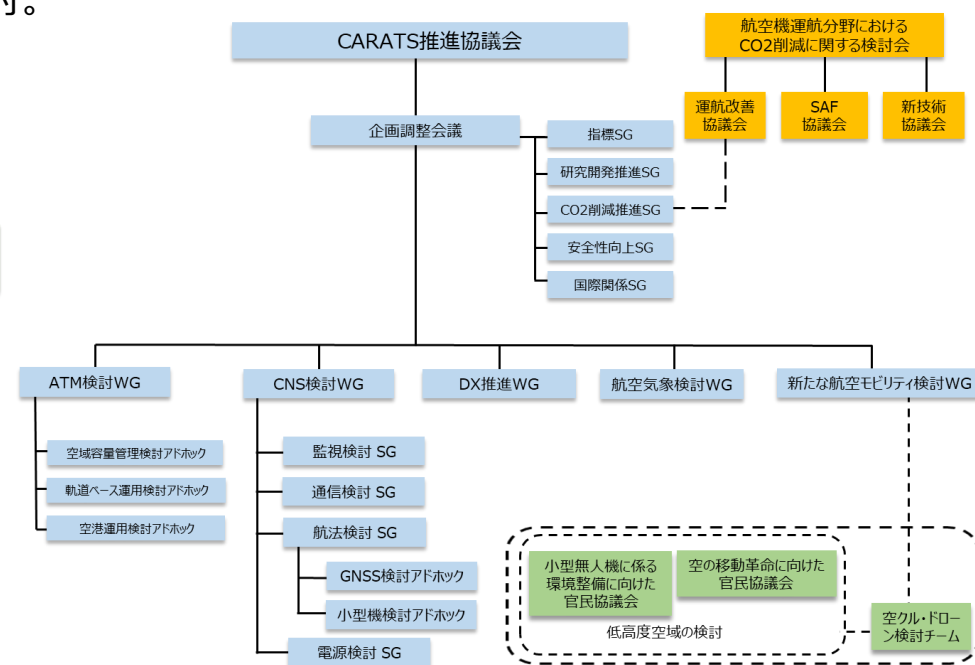 討。
CARATS推進協議会
航空機運航分野における
CO2削減に関する検討会
運航改善
協議会
SAF
協議会
新技術
協議会
企画調整会議
指標SG
研究開発推進SG
CO2削減推進SG
安全性向上SG
国際関係SG
ATM検討WG
CNS検討WG
DX推進WG
航空気象検討WG
新たな航空モビリティ検討WG
空域容量管理検討アドホック
軌道ベース運用検討アドホック
空港運用検討アドホック
監視検討 SG
通信検討 SG
航法検討 SG
GNSS検討アドホック
小型機検討アドホック
電源検討 SG
小型無人機に係る
環境整備に向けた
官民協議会
空の移動革命に向けた
官民協議会
低高度空域の検討
空クル・ドロー
ン検討チーム